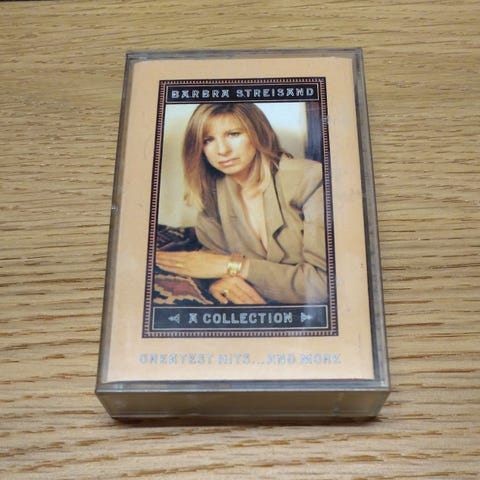 BARBRA STREISAND
A COLLECTION
GREATEST HITS...AND MORE